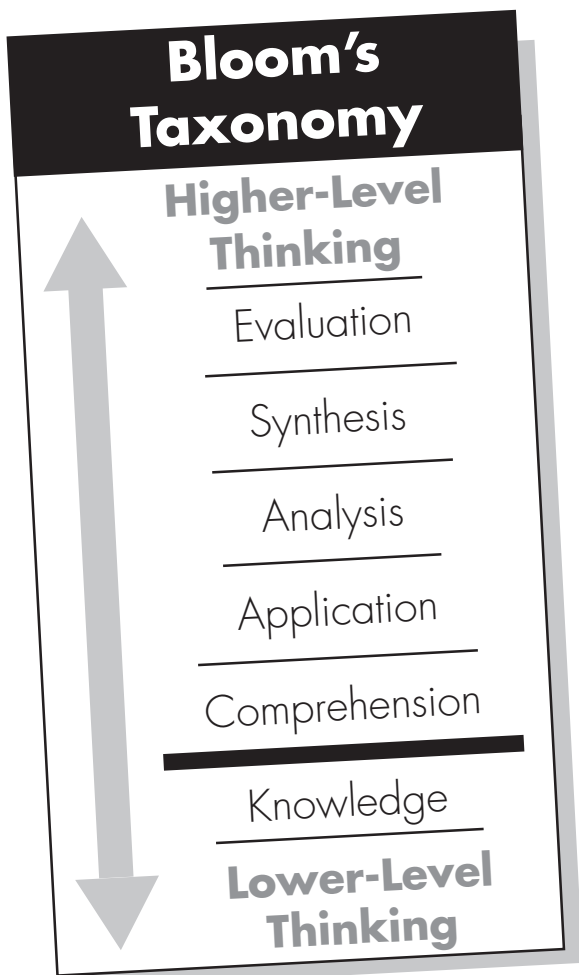 Bloom’s
Taxonomy
Higher-Level
Thinking
Evaluation
Synthesis
Analysis
Application
Comprehension
Knowledge
Lower-Level
Thinking